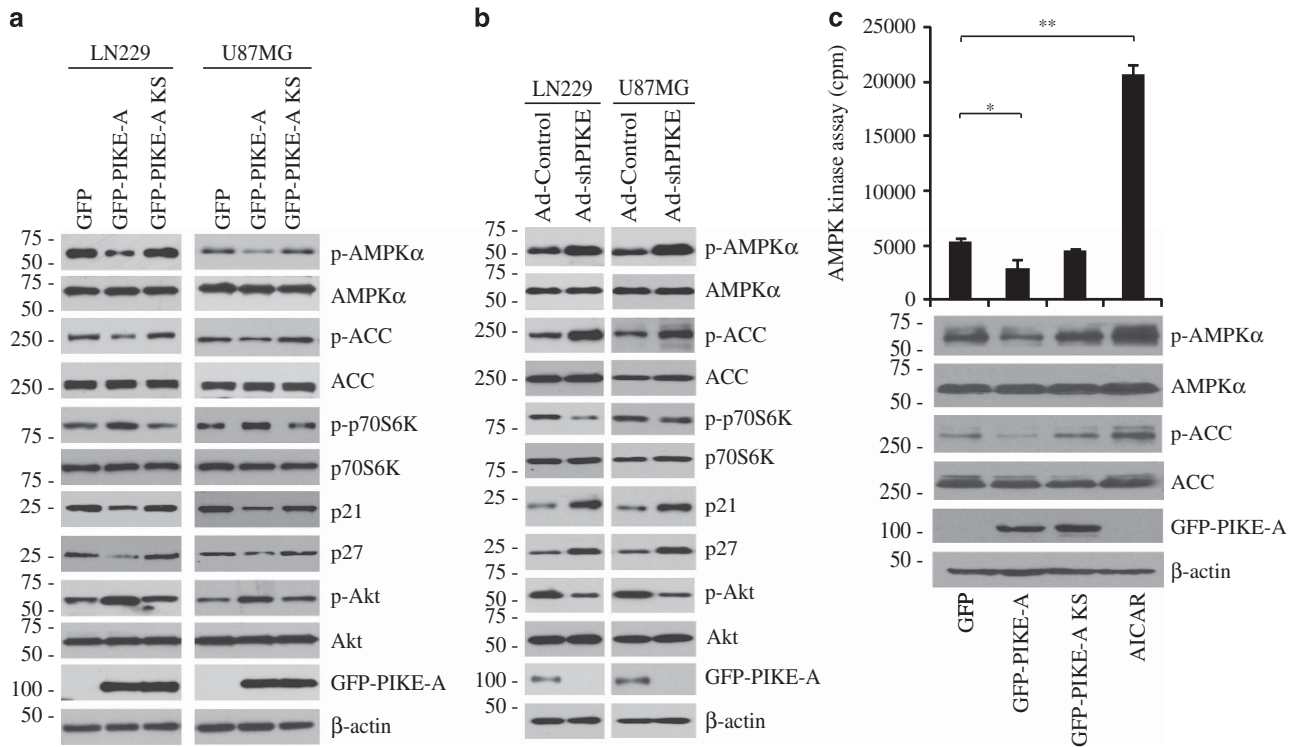 a
LN229 U87MG
GFP GFP-PIKE-A GFP-PIKE-A KS GFP GFP-PIKE-A GFP-PIKE-A KS
75 -
50 - p-AMPKα
75 -
50 - AMPKα
250 - p-ACC
250 - ACC
75 - p-p70S6K
75 - p70S6K
25 - p21
25 - p27
75 -
50 - p-Akt
75 -
50 - Akt
100 - GFP-PIKE-A
50 - β-actin
b
LN229 U87MG
Ad-Control Ad-shPIKE Ad-Control Ad-shPIKE
75 -
50 - p-AMPKα
75 -
50 - AMPKα
250 - p-ACC
250 - ACC
75 - p-p70S6K
75 - p70S6K
25 - p21
25 - p27
75 -
50 - p-Akt
75 -
50 - Akt
100 - GFP-PIKE-A
50 - β-actin
c
AMPK kinase assay (cpm)
25000
20000
15000
10000
5000
0
**
*
75 -
50 - p-AMPKα
75 -
50 - AMPKα
250 - p-ACC
250 - ACC
100 - GFP-PIKE-A
50 - β-actin
GFP GFP-PIKE-A GFP-PIKE-A KS AICAR